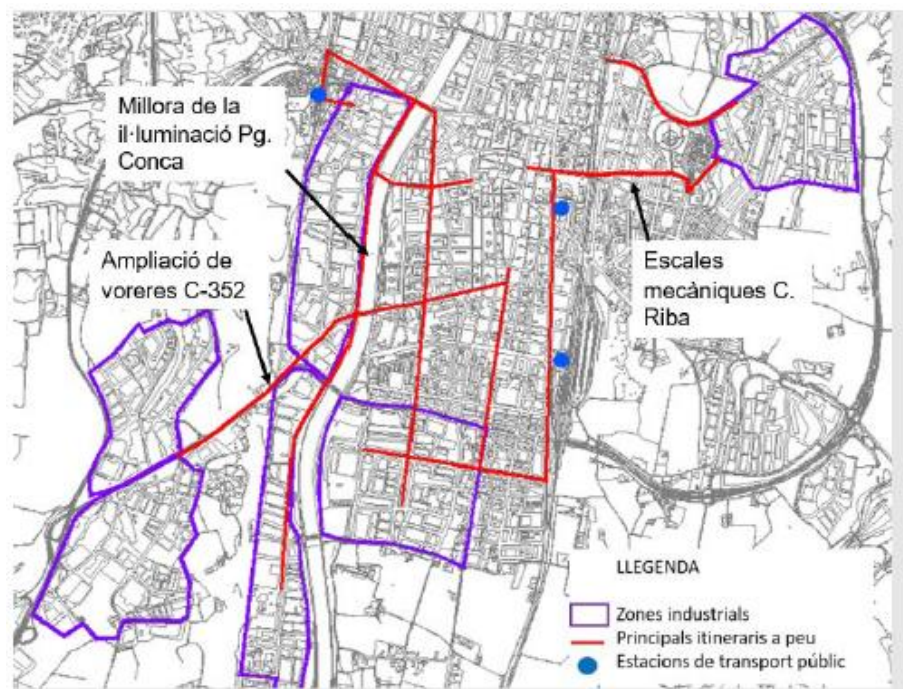 Millora de la
il·luminació Pg.
Conca
Ampliació de
voreres C-352
Escales
mecàniques C.
Riba
LLEGENDA
Zones industrials
Principals itineraris a peu
Estacions de transport públic